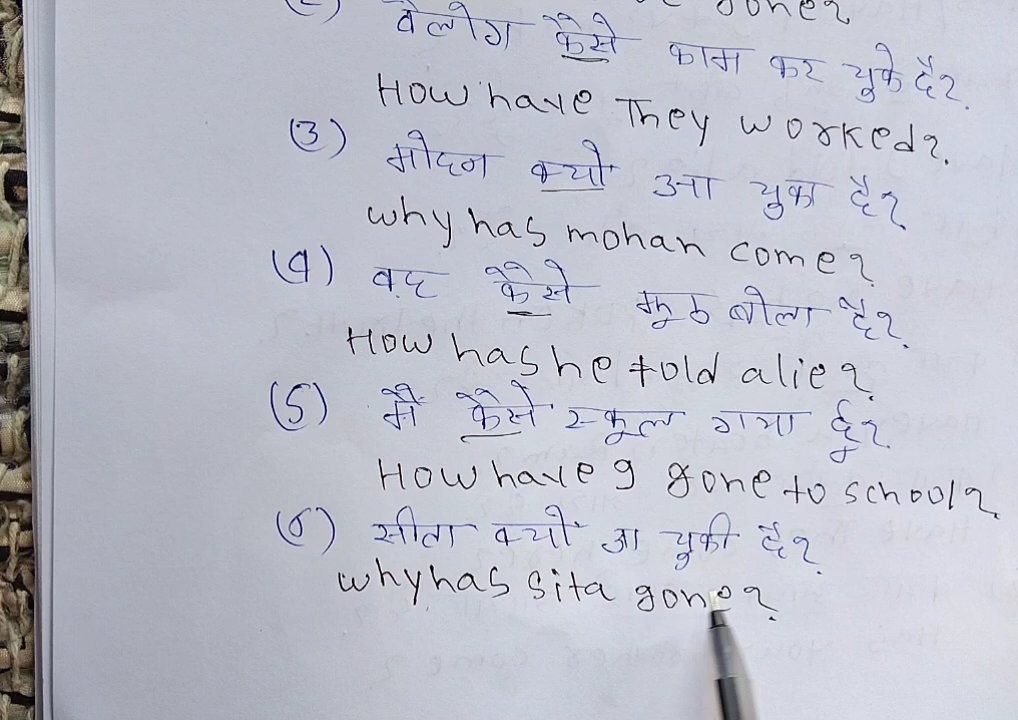 gone?
वे लोग कैसे काम कर चुके है?
How have They worked?
(3) मोहन क्यो आ चुका है?
why has mohan come?
(4) वह कैसे झूठ बोला है?
How has he told a lie?
(5) मैं कैसे स्कूल गया हूँ?
How have I gone to school?
(6) सीता क्यों आ चुकी है?
why has sita gone?